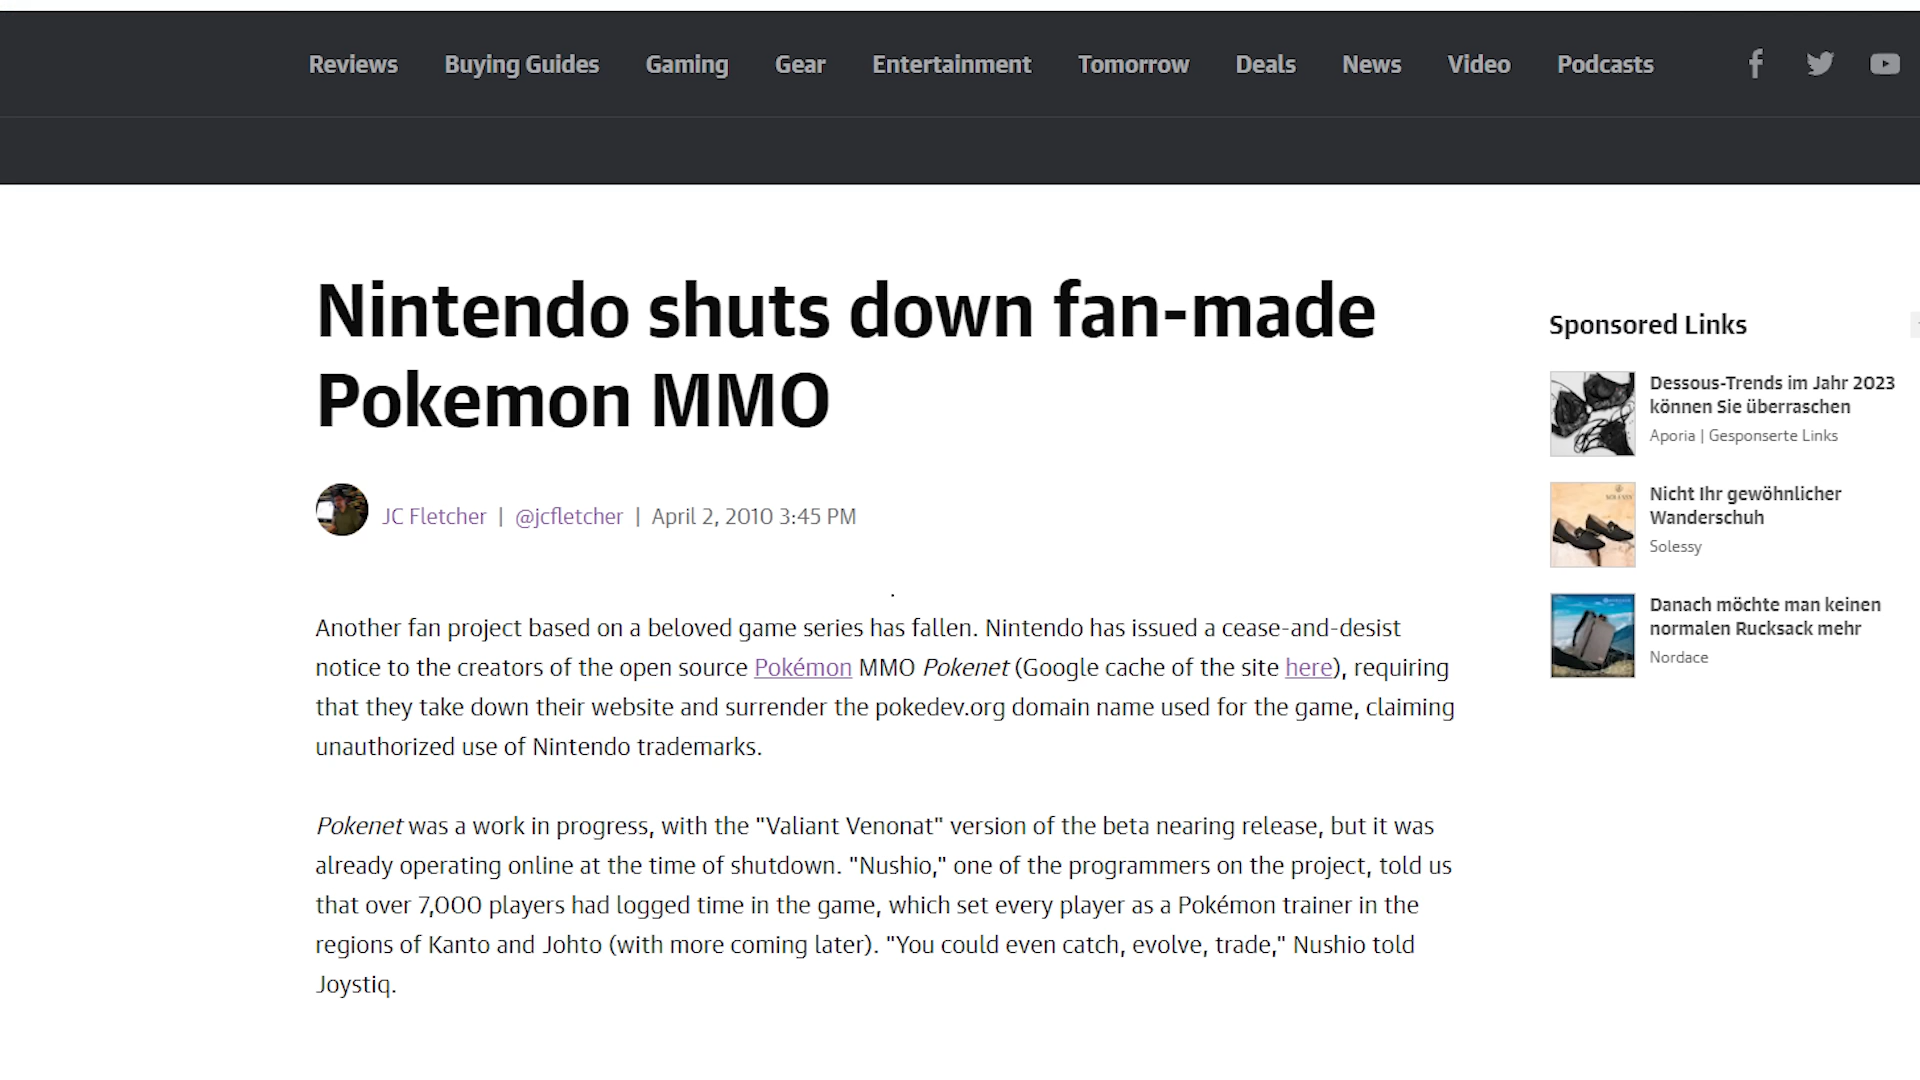 Reviews Buying Guides Gaming Gear Entertainment Tomorrow Deals News Video Podcasts
Nintendo shuts down fan-made
Pokemon MMO
JC Fletcher | @jcfletcher | April 2, 2010 3:45 PM
.
Another fan project based on a beloved game series has fallen. Nintendo has issued a cease-and-desist
notice to the creators of the open source Pokémon MMO Pokenet (Google cache of the site here), requiring
that they take down their website and surrender the pokedev.org domain name used for the game, claiming
unauthorized use of Nintendo trademarks.
Pokenet was a work in progress, with the "Valiant Venonat" version of the beta nearing release, but it was
already operating online at the time of shutdown. "Nushio," one of the programmers on the project, told us
that over 7,000 players had logged time in the game, which set every player as a Pokémon trainer in the
regions of Kanto and Johto (with more coming later). "You could even catch, evolve, trade," Nushio told
Joystiq.
Sponsored Links
Dessous-Trends im Jahr 2023
können Sie überraschen
Aporia | Gesponserte Links
Nicht Ihr gewöhnlicher
Wanderschuh
Solessy
Danach möchte man keinen
normalen Rucksack mehr
Nordace